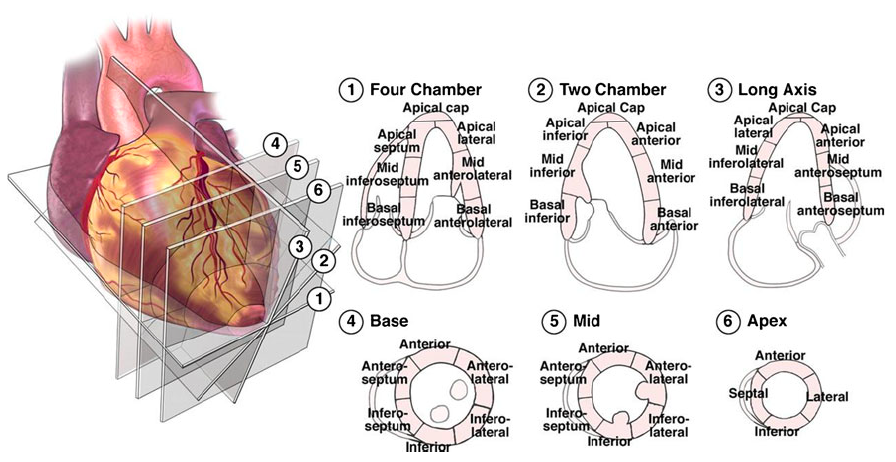 4
5
6
3
2
1
1 Four Chamber
Apical cap
Apical
septum
Apical
lateral
Mid
inferoseptum
Mid
anterolateral
Basal
inferoseptum
Basal
anterolateral
2 Two Chamber
Apical Cap
Apical
inferior
Apical
anterior
Mid
inferior
Mid
anterior
Basal
inferior
Basal
anterior
3 Long Axis
Apical Cap
Apical
lateral
Apical
anterior
Mid
inferolateral
Mid
anteroseptum
Basal
inferolateral
Basal
anteroseptum
4 Base
Anterior
Antero-
septum
Antero-
lateral
Infero-
septum
Infero-
lateral
Inferior
5 Mid
Anterior
Antero-
septum
Antero-
lateral
Infero-
septum
Infero-
lateral
Inferior
6 Apex
Anterior
Septal
Lateral
Inferior